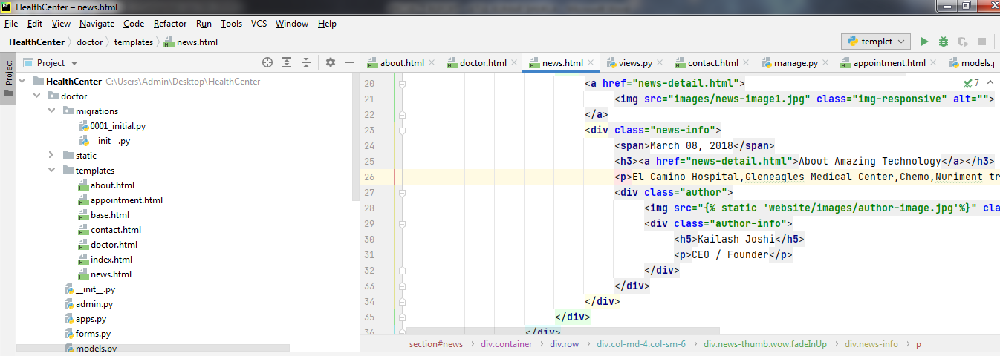 HealthCenter – news.html
File Edit View Navigate Code Refactor Run Tools VCS Window Help
HealthCenter doctor templates news.html
templet
Project
Project
about.html doctor.html news.html views.py contact.html manage.py appointment.html models.
HealthCenter C:\Users\Admin\Desktop\HealthCenter
doctor
migrations
0001_initial.py
__init__.py
static
templates
about.html
appointment.html
base.html
contact.html
doctor.html
index.html
news.html
__init__.py
admin.py
apps.py
forms.py
models.py
7
20 <a href="news-detail.html">
21 <img src="images/news-image1.jpg" class="img-responsive" alt="">
22 </a>
23 <div class="news-info">
24 <span>March 08, 2018</span>
25 <h3><a href="news-detail.html">About Amazing Technology</a></h3>
26 <p>El Camino Hospital,Gleneagles Medical Center,Chemo,Nuriment tr
27 <div class="author">
28 <img src="{% static 'website/images/author-image.jpg'%}" cla
29 <div class="author-info">
30 <h5>Kailash Joshi</h5>
31 <p>CEO / Founder</p>
32 </div>
33 </div>
34 </div>
35 </div>
36 </div>
section#news div.container div.row div.col-md-4.col-sm-6 div.news-thumb.wow.fadeInUp div.news-info p